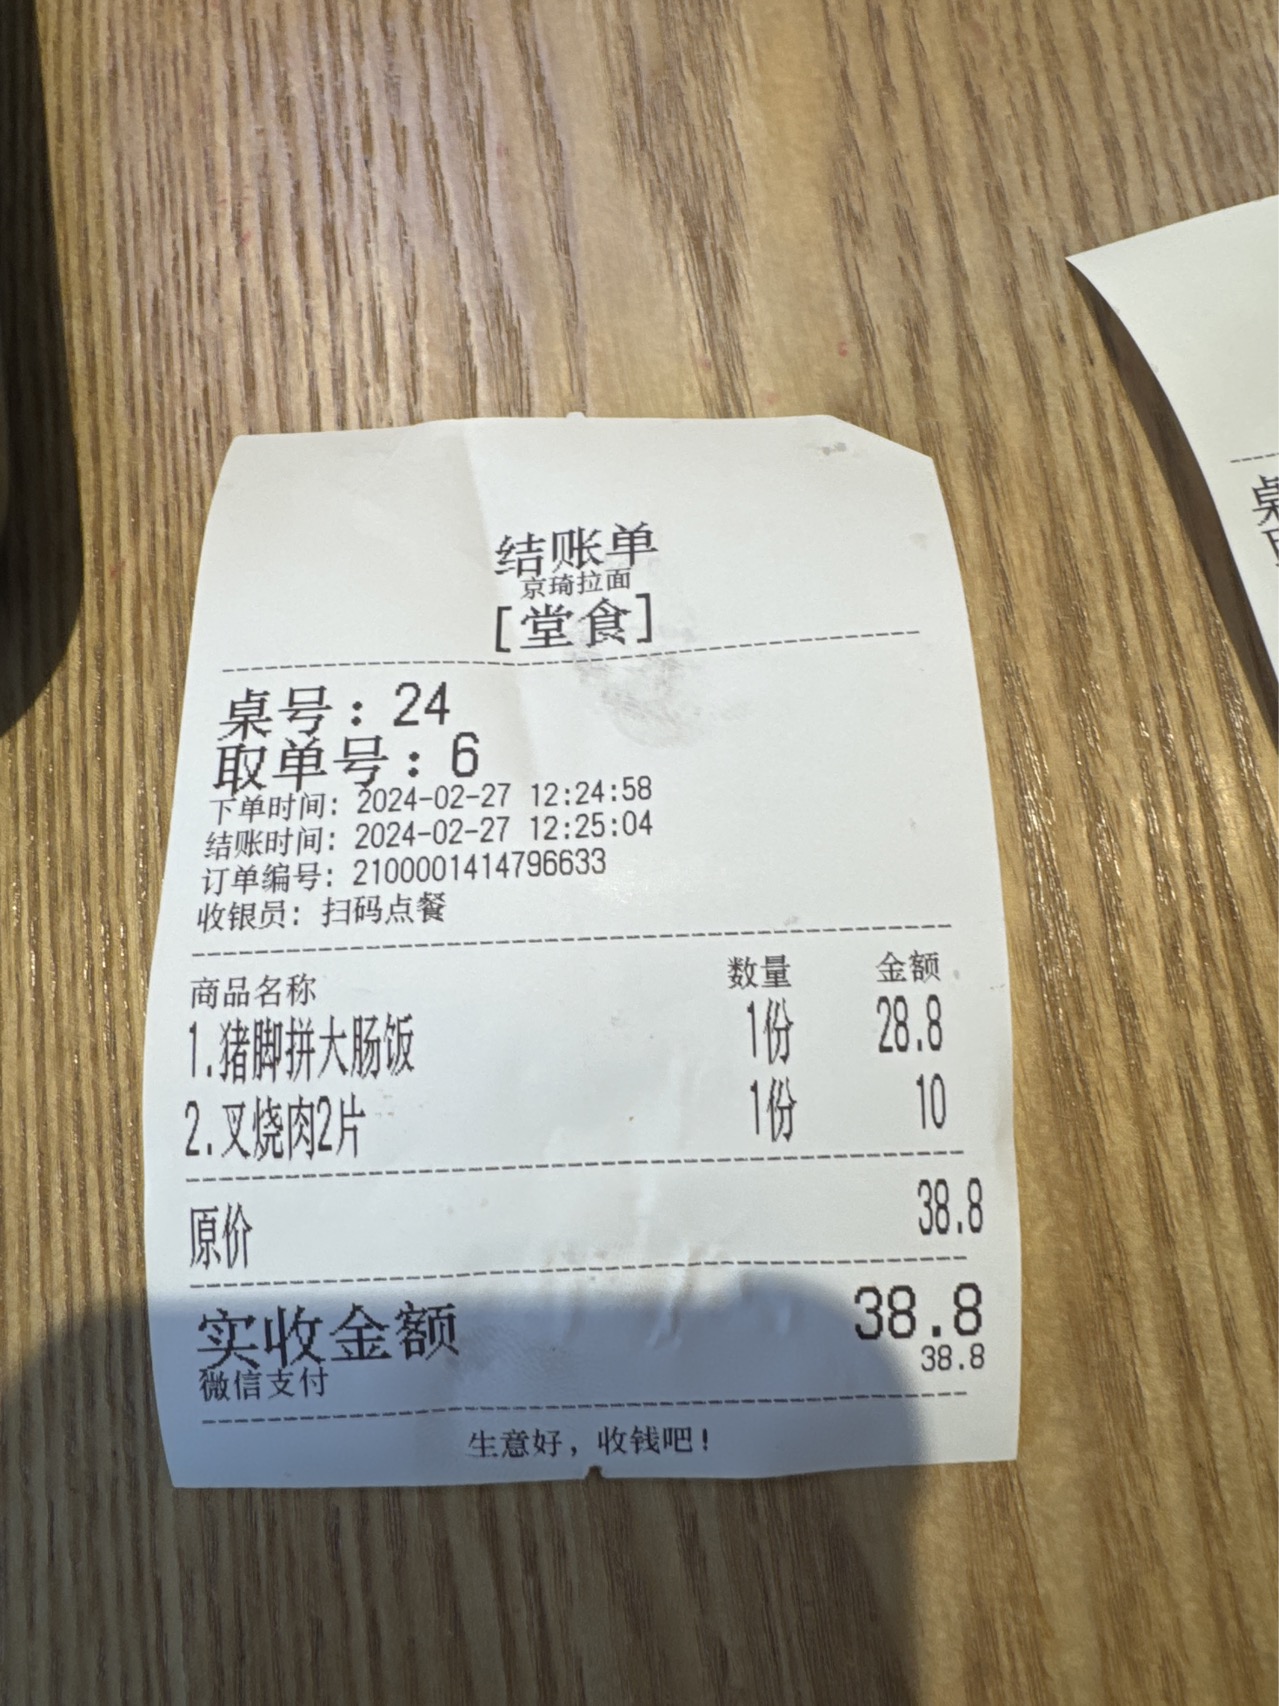 结账单
京琦拉面
[堂食]
桌号：24
取单号：6
下单时间: 2024-02-27 12:24:58
结账时间: 2024-02-27 12:25:04
订单编号: 2100001414796633
收银员: 扫码点餐
商品名称 数量 金额
1.猪脚拼大肠饭 1份 28.8
2.叉烧肉2片 1份 10
原价 38.8
实收金额 38.8
微信支付 38.8
生意好, 收钱吧!